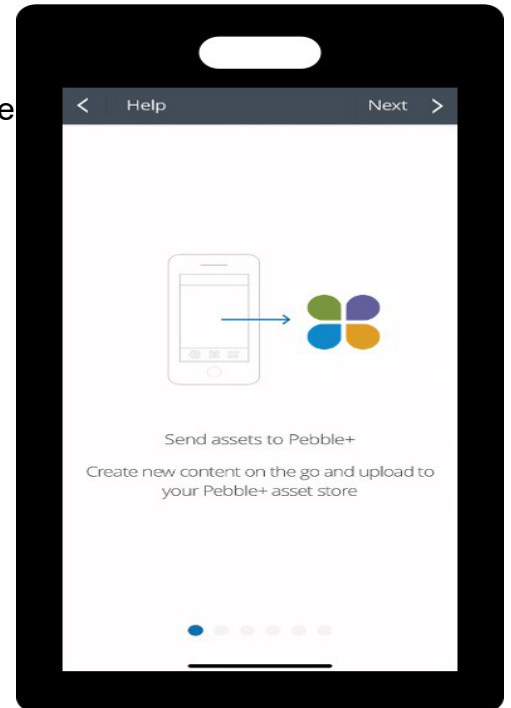 e
< Help Next >
Send assets to Pebble+
Create new content on the go and upload to
your Pebble+ asset store